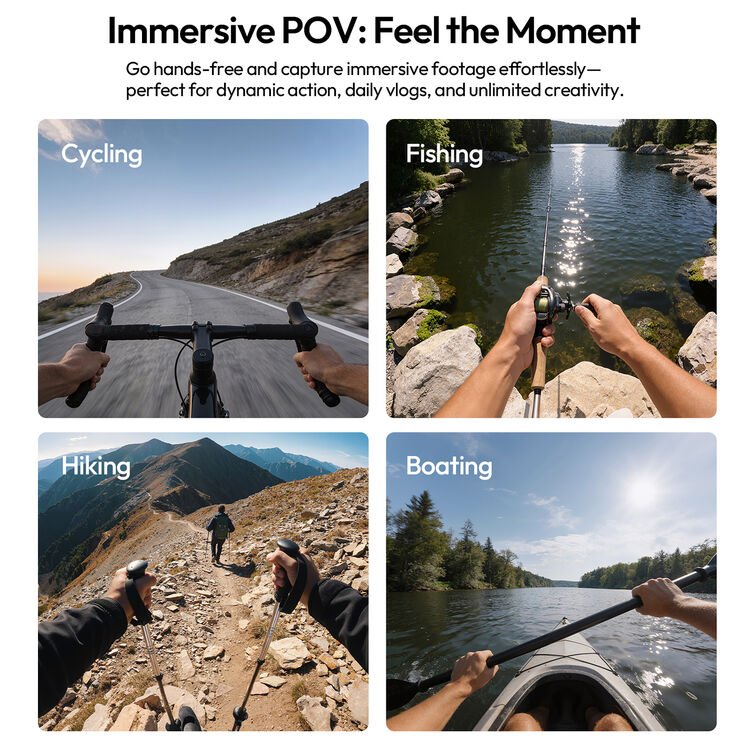 Immersive POV: Feel the Moment
Go hands-free and capture immersive footage effortlessly—
perfect for dynamic action, daily vlogs, and unlimited creativity.
Cycling
Fishing
Hiking
Boating